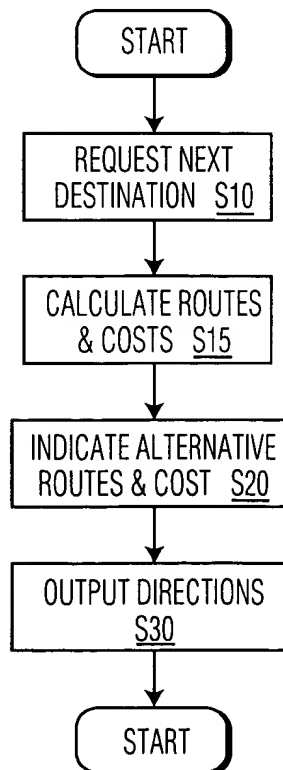 START
REQUEST NEXT
DESTINATION S10
CALCULATE ROUTES
& COSTS S15
INDICATE ALTERNATIVE
ROUTES & COST S20
OUTPUT DIRECTIONS
S30
START